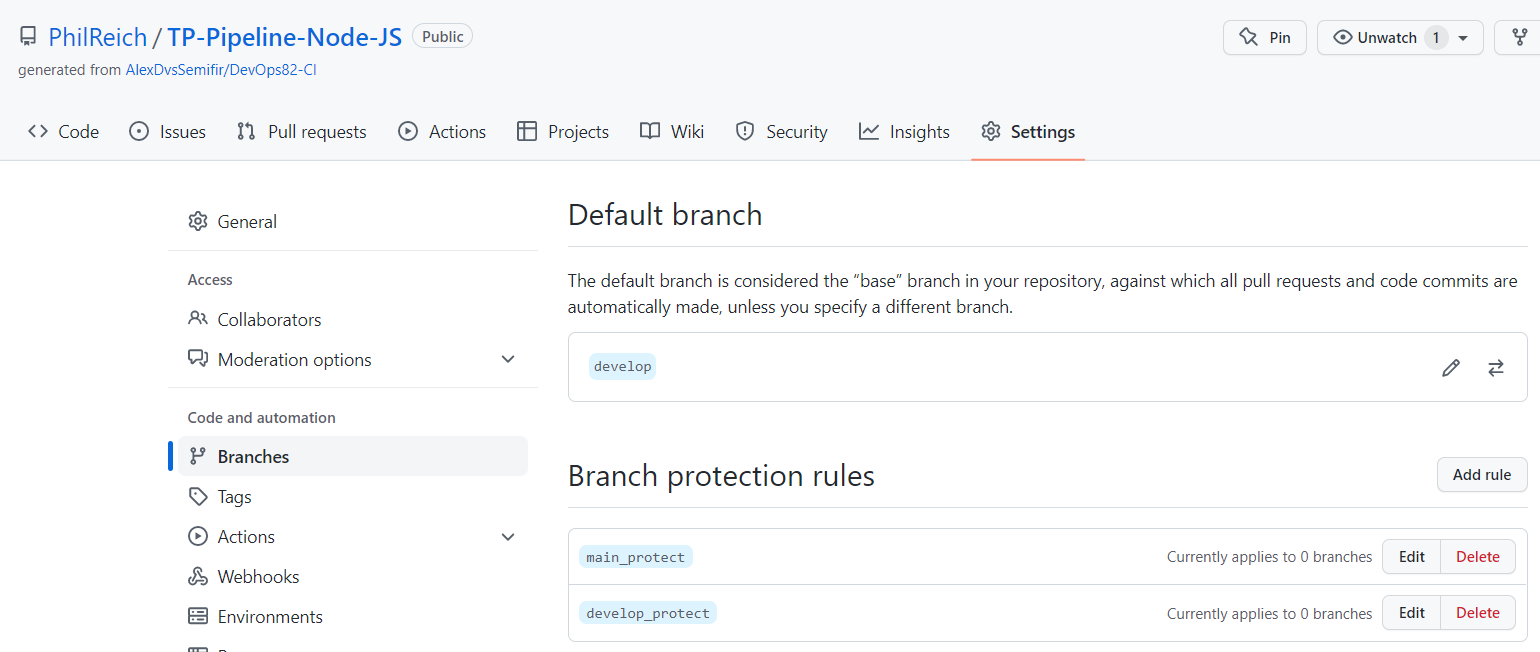 PhilReich / TP-Pipeline-Node-JS Public
Pin
Unwatch 1
generated from AlexDvsSemifir/DevOps82-CI
Code Issues Pull requests Actions Projects Wiki Security Insights Settings
General
Access
Collaborators
Moderation options
Code and automation
Branches
Tags
Actions
Webhooks
Environments
Default branch
The default branch is considered the “base” branch in your repository, against which all pull requests and code commits are
automatically made, unless you specify a different branch.
develop
Branch protection rules
Add rule
main_protect Currently applies to 0 branches Edit Delete
develop_protect Currently applies to 0 branches Edit Delete